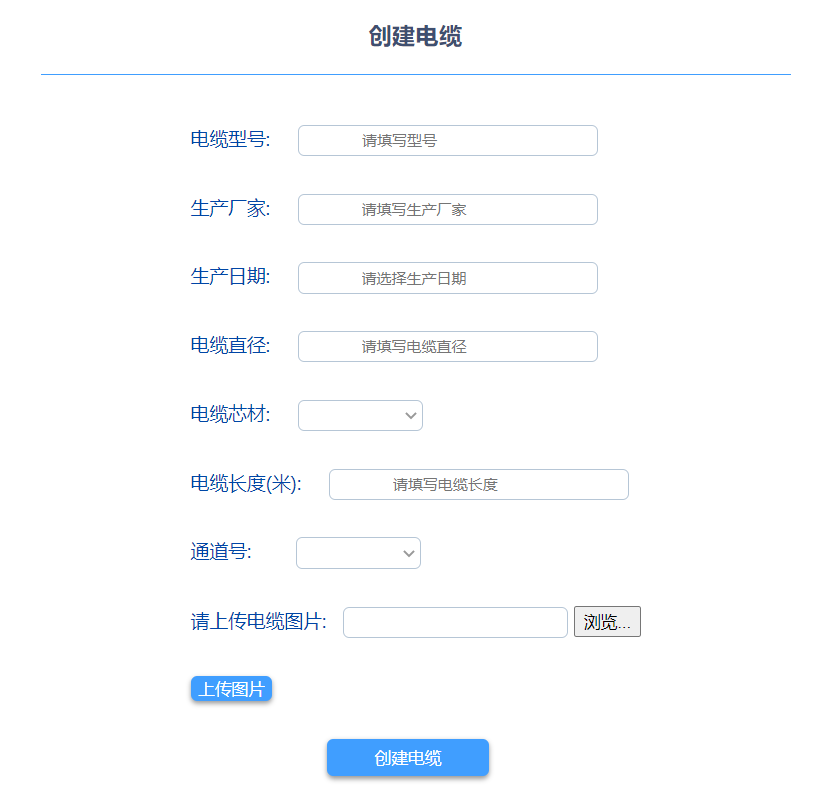 创建电缆
电缆型号: 请填写型号
生产厂家: 请填写生产厂家
生产日期: 请选择生产日期
电缆直径: 请填写电缆直径
电缆芯材:
电缆长度(米): 请填写电缆长度
通道号:
请上传电缆图片: 浏览...
上传图片
创建电缆